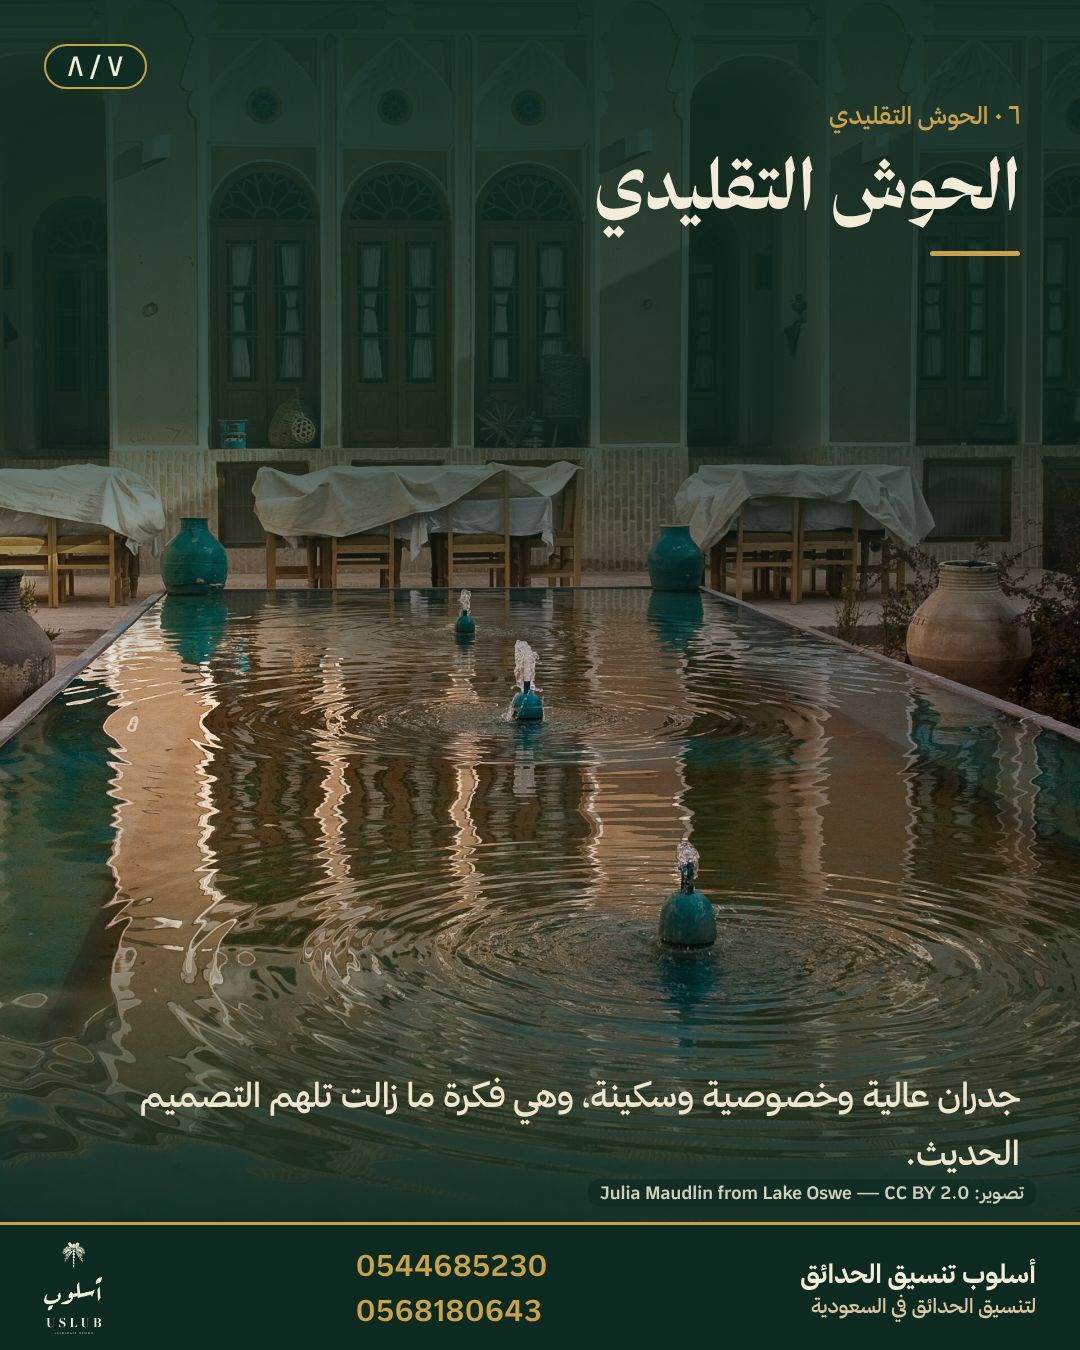 ٨/٧
٠٦ الحوش التقليدي
الحوش التقليدي
جدران عالية وخصوصية وسكينة، وهي فكرة ما زالت تلهم التصميم
الحديث.
تصوير: Julia Maudlin from Lake Oswe — CC BY 2.0
أسلوب تنسيق الحدائق
لتنسيق الحدائق في السعودية
0544685230
0568180643
أسلوب
USLUB